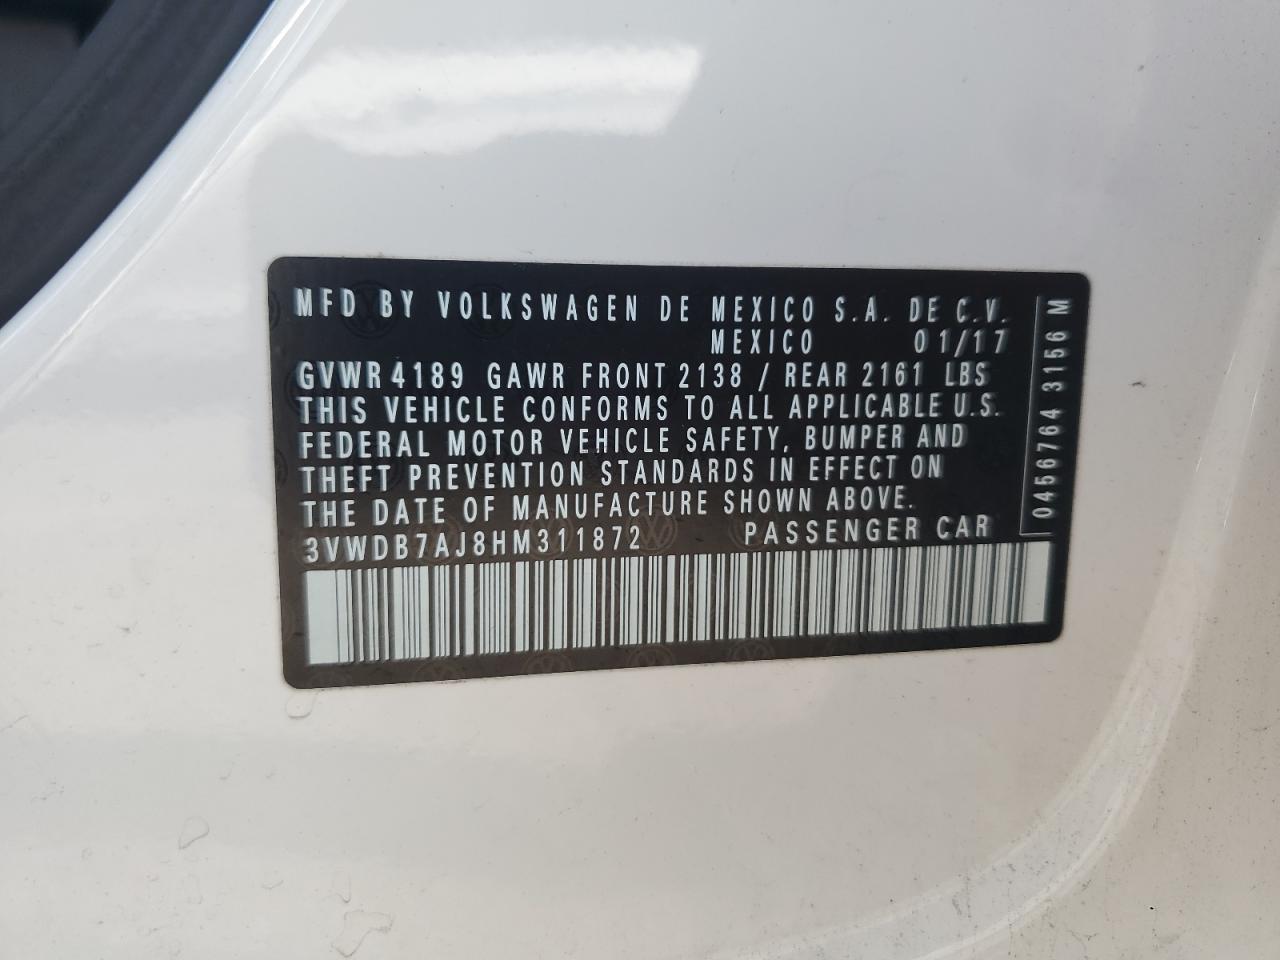 MFD BY VOLKSWAGEN DE MEXICO S.A. DE C.V.
MEXICO 01/17
GVWR 4189 GAWR FRONT 2138 / REAR 2161 LBS
THIS VEHICLE CONFORMS TO ALL APPLICABLE U.S.
FEDERAL MOTOR VEHICLE SAFETY, BUMPER AND
THEFT PREVENTION STANDARDS IN EFFECT ON
THE DATE OF MANUFACTURE SHOWN ABOVE.
3VWDB7AJ8HM311872 PASSENGER CAR
0456764 3156 M